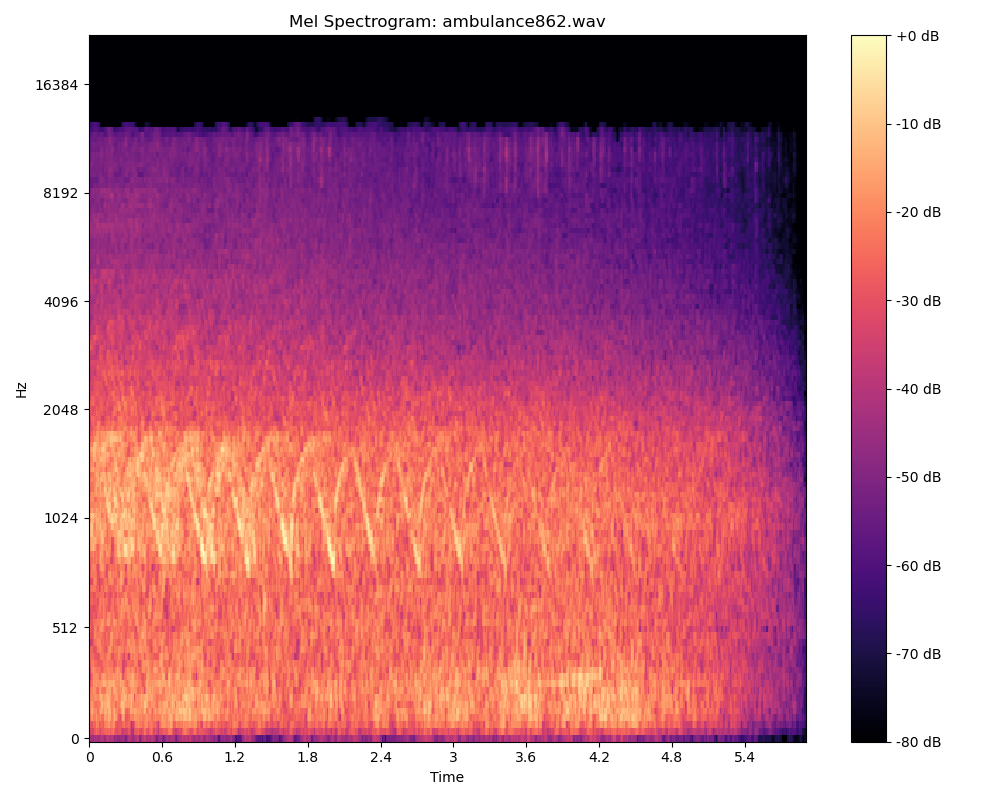 Mel Spectrogram: ambulance862.wav
+0 dB
16384
-10 dB
8192
-20 dB
4096
-30 dB
Hz
-40 dB
2048
-50 dB
1024
-60 dB
512
-70 dB
0
-80 dB
0 0.6 1.2 1.8 2.4 3 3.6 4.2 4.8 5.4
Time